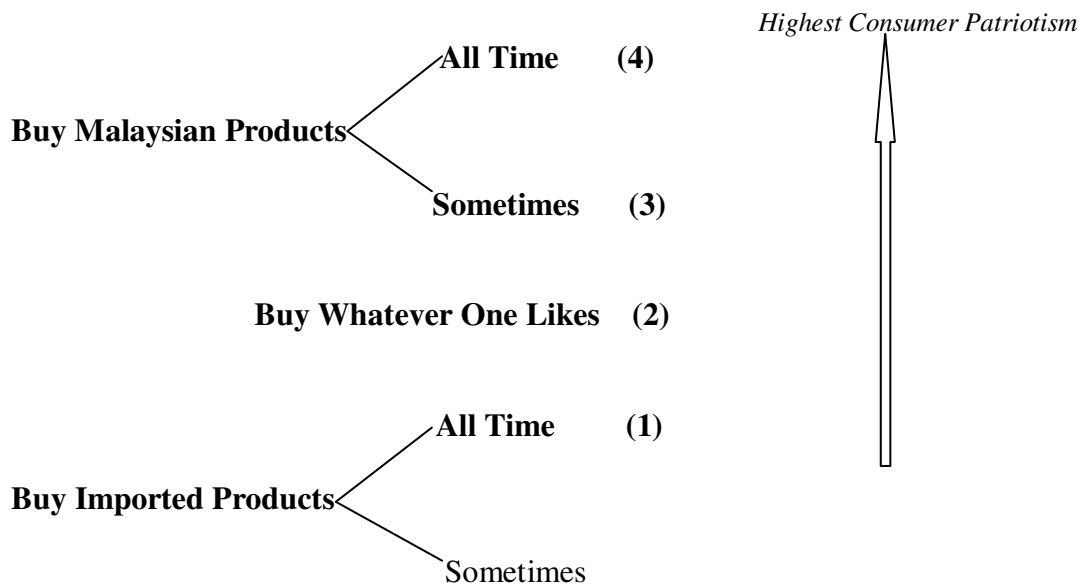 Highest Consumer Patriotism
All Time (4)
Buy Malaysian Products
Sometimes (3)
Buy Whatever One Likes (2)
All Time (1)
Buy Imported Products
Sometimes